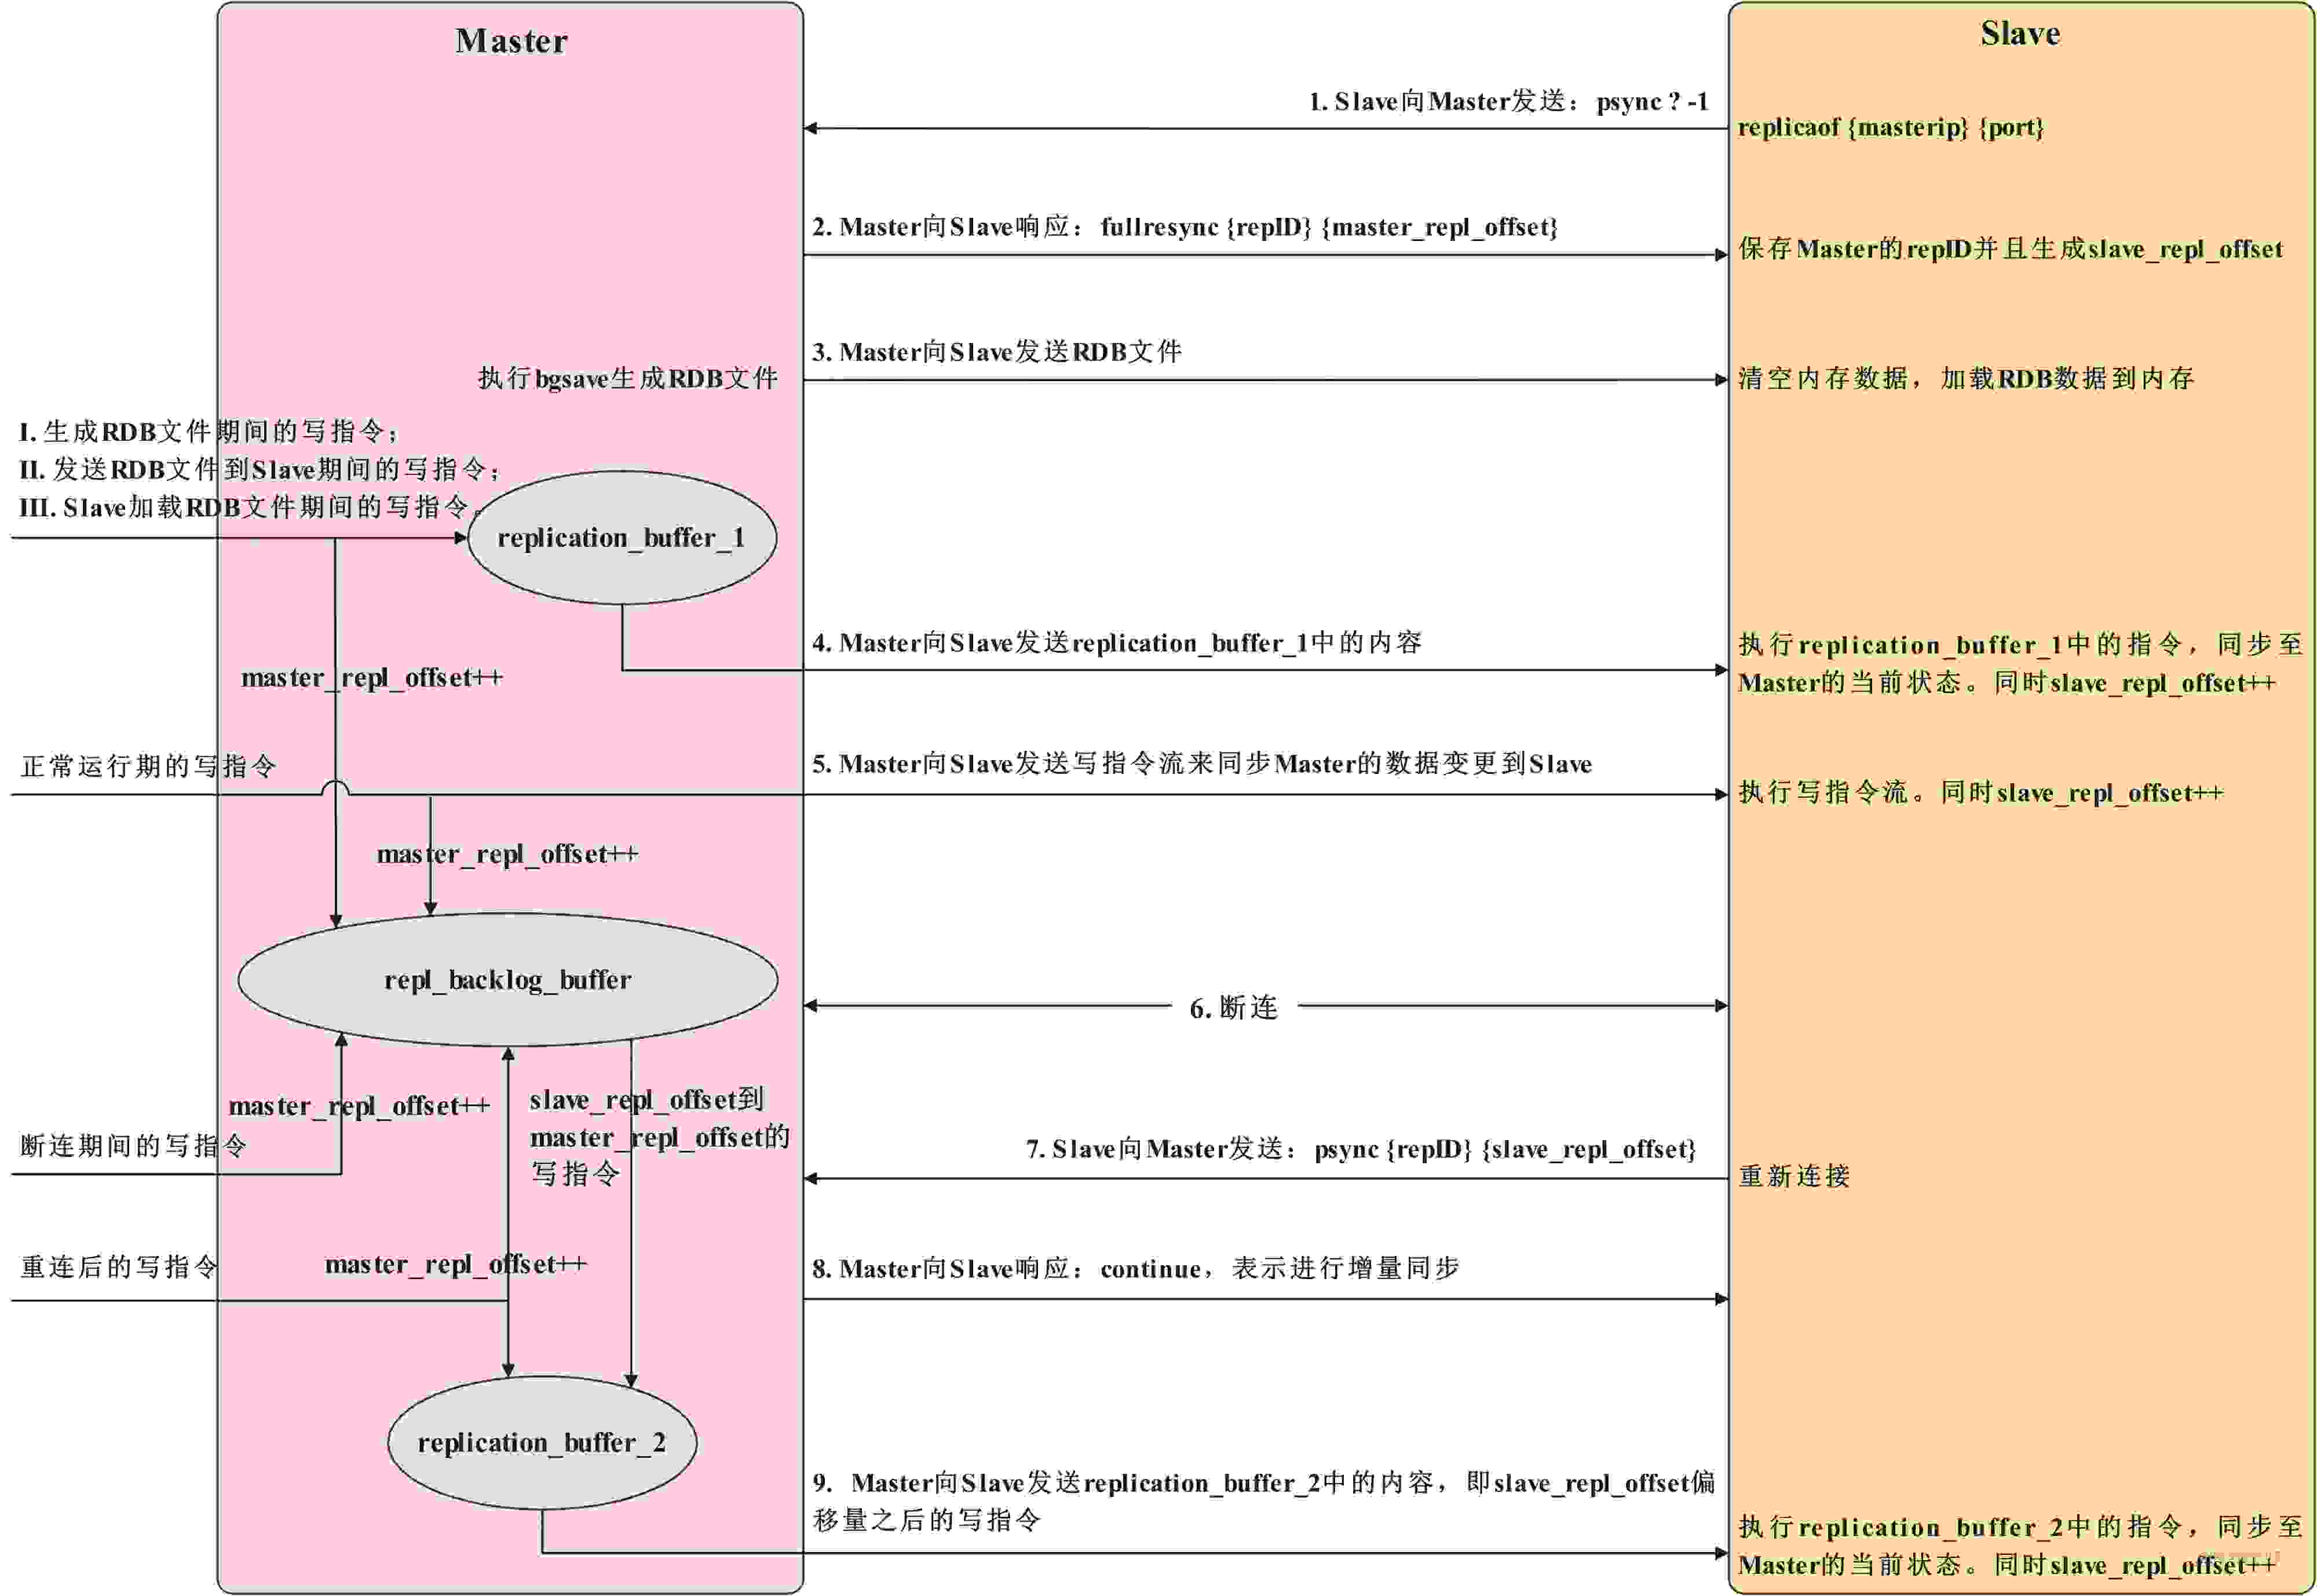 Master
Slave
1. Slave向Master发送：psync ? -1
replicaof {masterip} {port}
2. Master向Slave响应：fullresync {repID} {master_repl_offset}
保存Master的repID并且生成slave_repl_offset
3. Master向Slave发送RDB文件
执行bgsave生成RDB文件
清空内存数据，加载RDB数据到内存
I. 生成RDB文件期间的写指令；
II. 发送RDB文件到Slave期间的写指令；
III. Slave加载RDB文件期间的写指令。
replication_buffer_1
4. Master向Slave发送replication_buffer_1中的内容
执行replication_buffer_1中的指令，同步至
Master的当前状态。同时slave_repl_offset++
master_repl_offset++
正常运行期的写指令
5. Master向Slave发送写指令流来同步Master的数据变更到Slave
执行写指令流。同时slave_repl_offset++
master_repl_offset++
repl_backlog_buffer
6. 断连
master_repl_offset++
slave_repl_offset到
master_repl_offset的
写指令
断连期间的写指令
7. Slave向Master发送：psync {repID} {slave_repl_offset}
重新连接
重连后的写指令
master_repl_offset++
8. Master向Slave响应：continue，表示进行增量同步
replication_buffer_2
9. Master向Slave发送replication_buffer_2中的内容，即slave_repl_offset偏
移量之后的写指令
执行replication_buffer_2中的指令，同步至
Master的当前状态。同时slave_repl_offset++